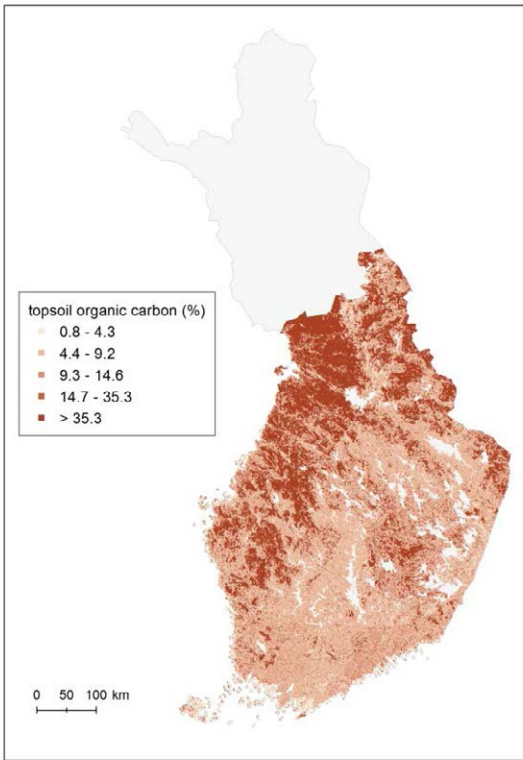 topsoil organic carbon (%)
0.8 - 4.3
4.4 - 9.2
9.3 - 14.6
14.7 - 35.3
> 35.3
0 50 100 km